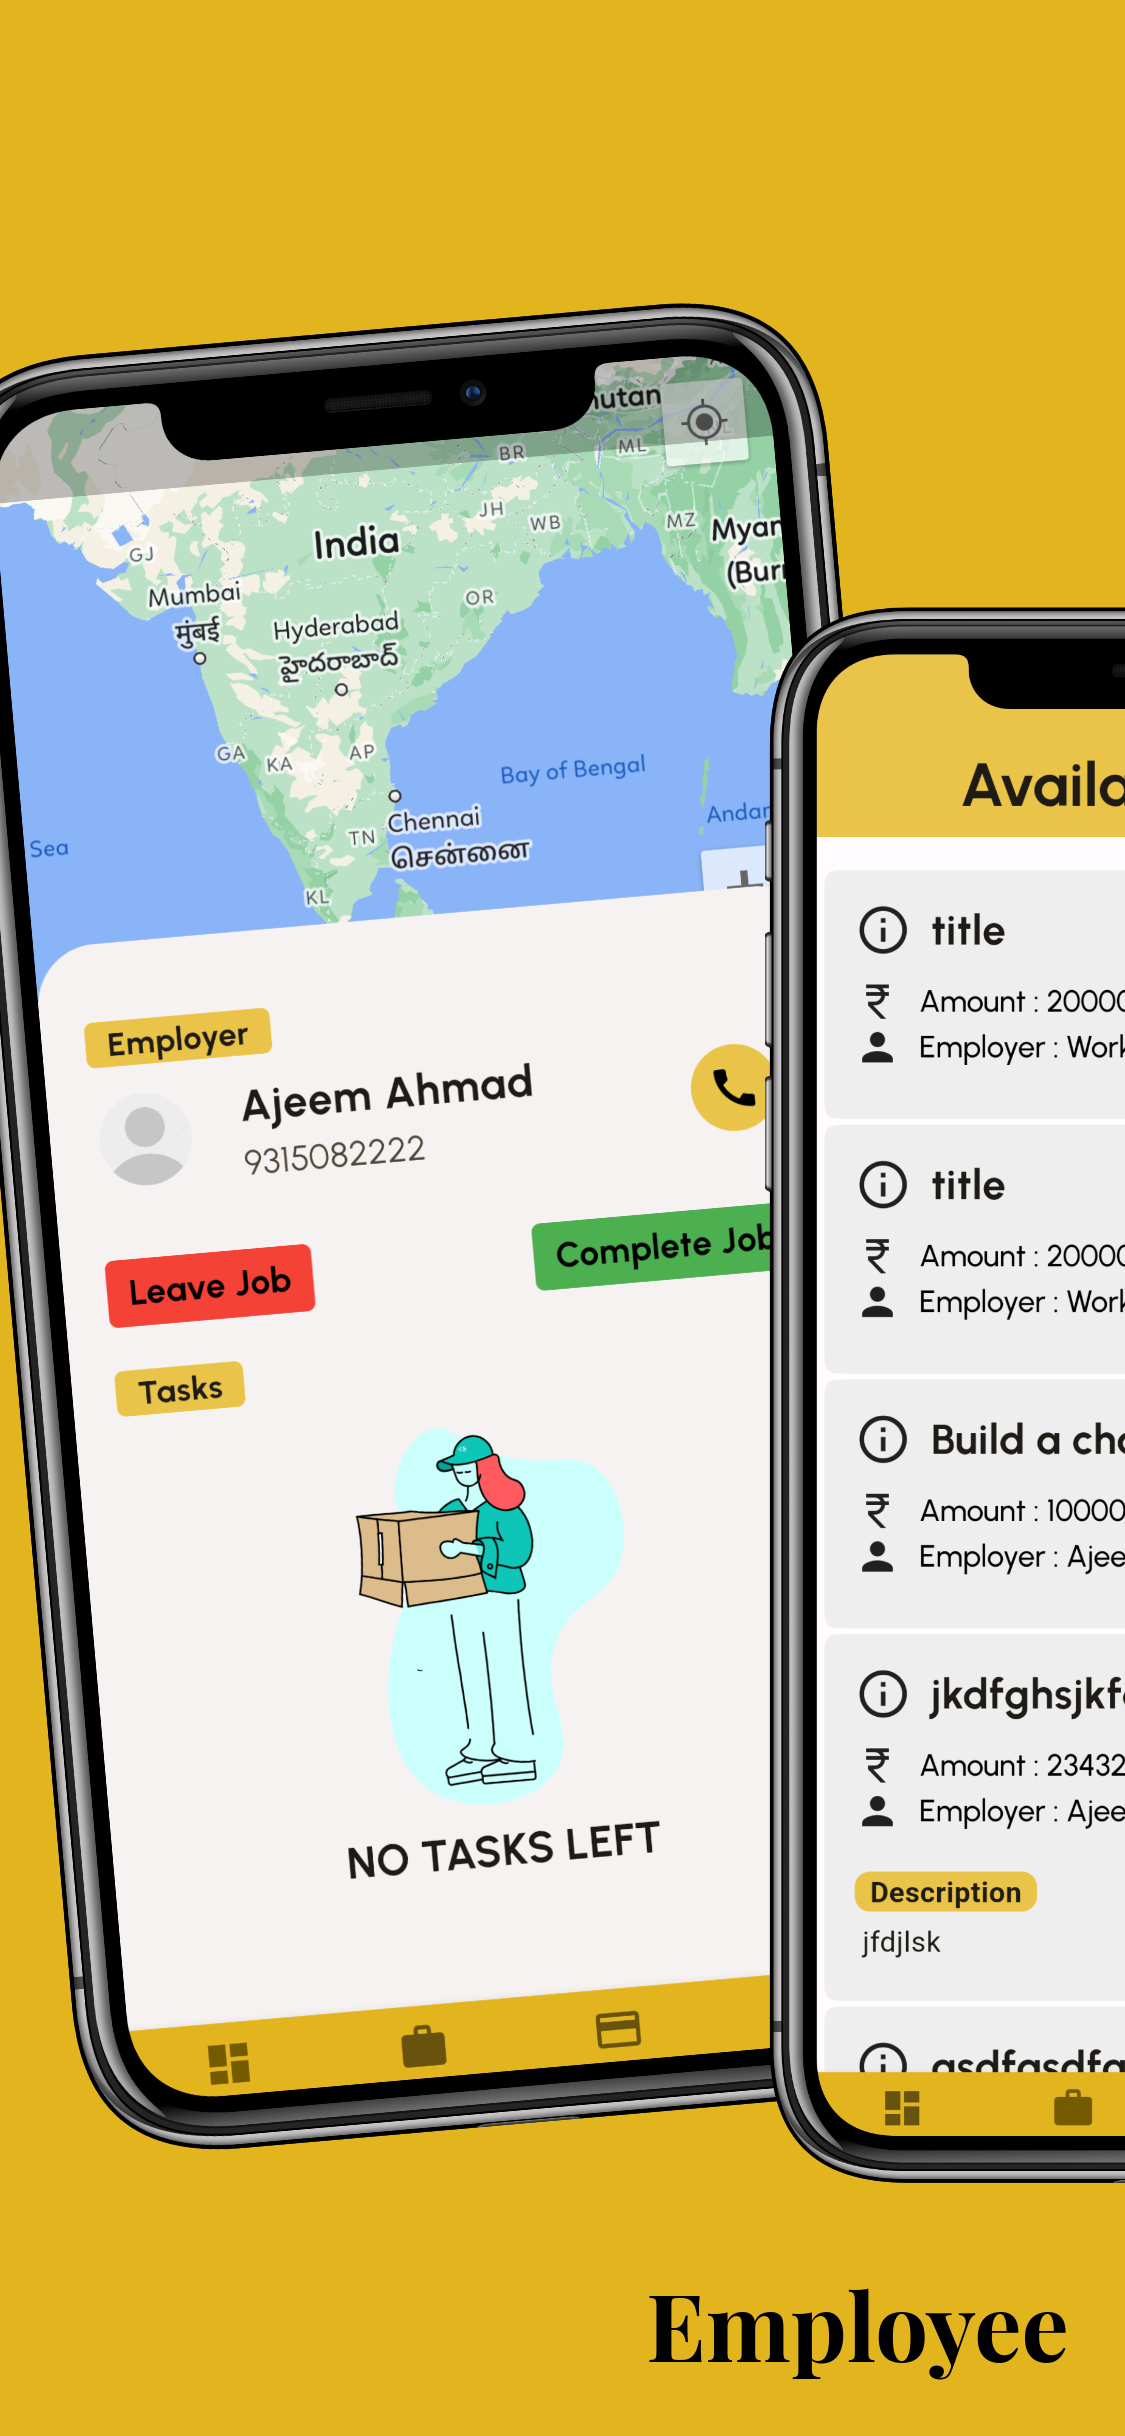 hutan
BR
ML
JH
WB
MZ
GJ
India
Myan
(Buri
Mumbai
मुंबई
OR
Hyderabad
హైదరాబాద్
GA
KA
AP
Bay of Bengal
Andar
Sea
TN
Chennai
சென்னை
KL
Employer
Ajeem Ahmad
9315082222
Leave Job
Complete Job
Tasks
NO TASKS LEFT
Availa
title
₹ Amount : 20000
Employer : Work
title
₹ Amount : 20000
Employer : Work
Build a cha
₹ Amount : 10000
Employer : Ajee
jkdfghsjkf
₹ Amount : 23432
Employer : Ajee
Description
jfdjlsk
asdfasdfa
Employee